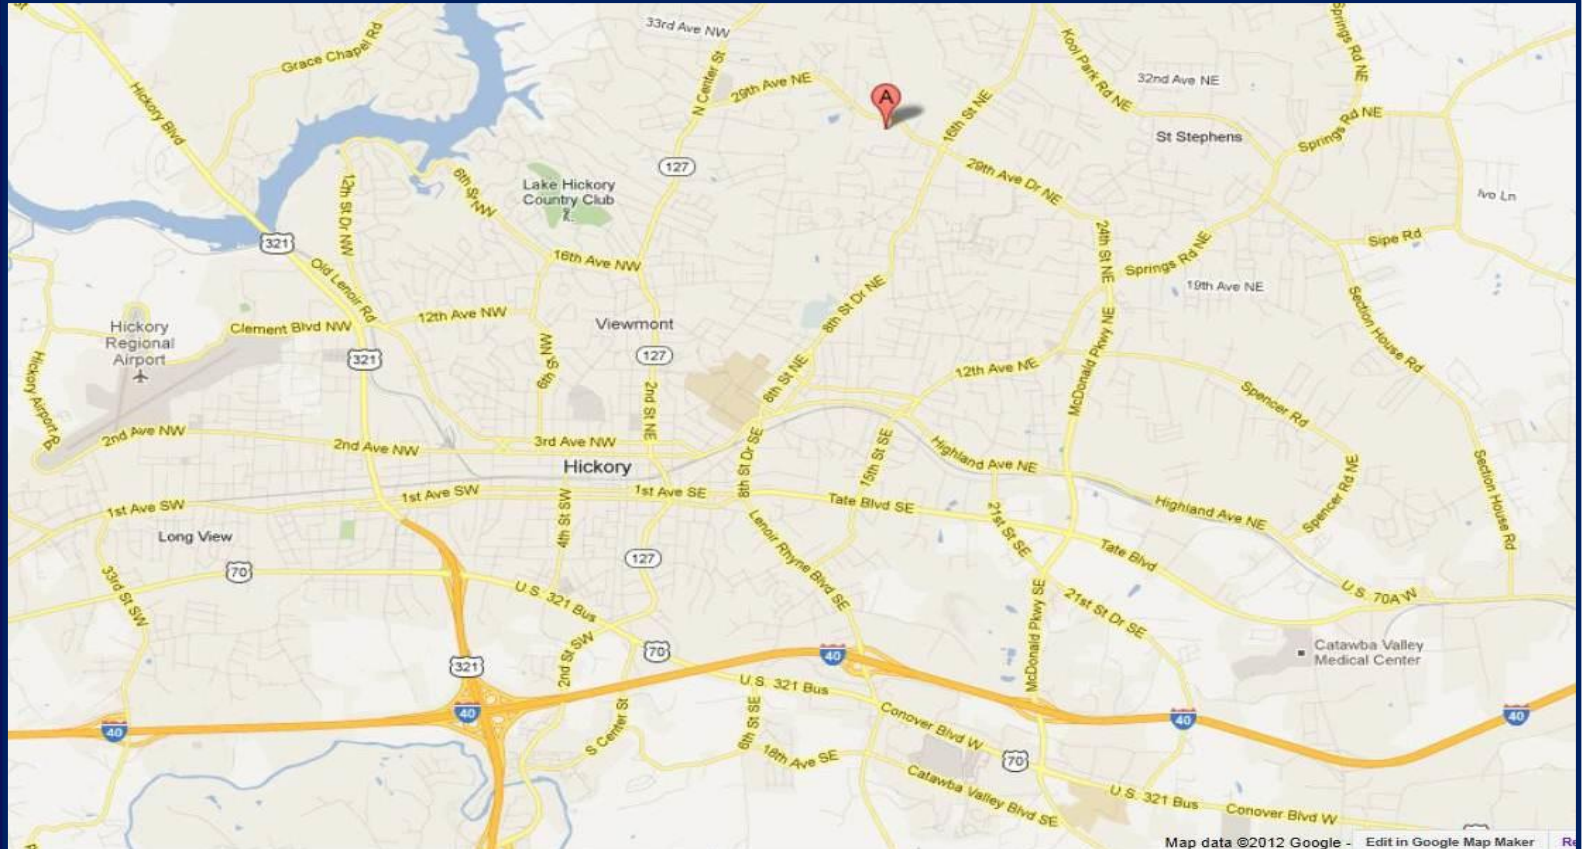 33rd Ave NW
Grace Chapel Rd
Hickory Blvd
N Center St
29th Ave NE
A
16th St NE
Kool Park Rd NE
32nd Ave NE
Springs Rd NE
St Stephens
Springs Rd NE
127
29th Ave Dr NE
Ivo Ln
12th St Dr NW
6th St NW
Lake Hickory
Country Club
321
Old Lenoir Rd
16th Ave NW
24th St NE
Springs Rd NE
Sipe Rd
19th Ave NE
8th St Dr NE
Hickory
Regional
Airport
Clement Blvd NW
12th Ave NW
Viewmont
321
127
6th St NW
2nd St NE
8th St NE
12th Ave NE
McDonald Pkwy NE
Section House Rd
Spencer Rd
Hickory Airport R
2nd Ave NW
2nd Ave NW
3rd Ave NW
Hickory
8th St Dr SE
15th St SE
Highland Ave NE
Section House Rd
Spencer Rd NE
1st Ave SW
1st Ave SW
1st Ave SE
Tate Blvd SE
Highland Ave NE
Long View
4th St SW
127
Lenoir Rhyne Blvd SE
21st St SE
Tate Blvd
70
33rd St SW
U.S. 321 Bus
McDonald Pkwy SE
21st St Dr SE
U.S. 70A W
321
2nd St SW
70
40
Catawba Valley
Medical Center
40
40
U.S. 321 Bus
S Center St
6th St SE
Conover Blvd W
40
40
18th Ave SE
70
Catawba Valley Blvd SE
U.S. 321 Bus
Conover Blvd W
Map data ©2012 Google - Edit in Google Map Maker